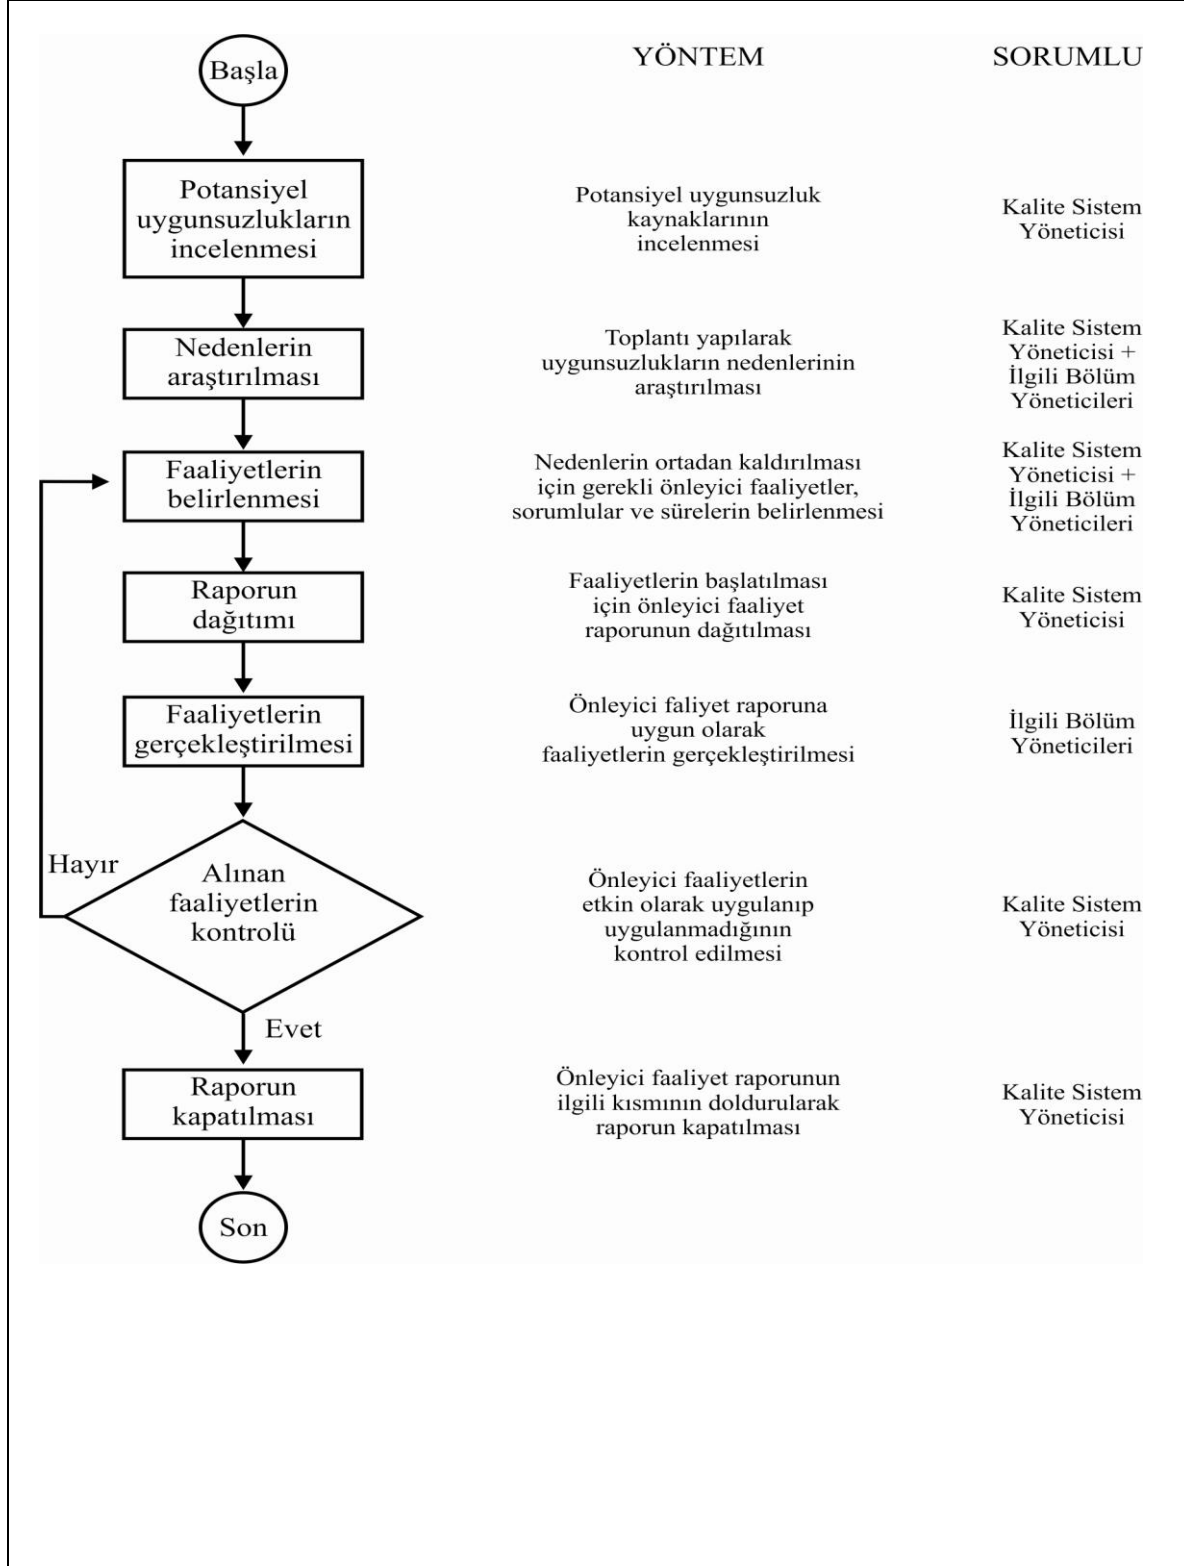 Başla
YÖNTEM
SORUMLU
Potansiyel
uygunsuzlukların
incelenmesi
Potansiyel uygunsuzluk
kaynaklarının
incelenmesi
Kalite Sistem
Yöneticisi
Nedenlerin
araştırılması
Toplantı yapılarak
uygunsuzlukların nedenlerinin
araştırılması
Kalite Sistem
Yöneticisi +
İlgili Bölüm
Yöneticileri
Faaliyetlerin
belirlenmesi
Nedenlerin ortadan kaldırılması
için gerekli önleyici faaliyetler,
sorumlular ve sürelerin belirlenmesi
Kalite Sistem
Yöneticisi +
İlgili Bölüm
Yöneticileri
Raporun
dağıtımı
Faaliyetlerin başlatılması
için önleyici faaliyet
raporunun dağıtılması
Kalite Sistem
Yöneticisi
Faaliyetlerin
gerçekleştirilmesi
Önleyici faliyet raporuna
uygun olarak
faaliyetlerin gerçekleştirilmesi
İlgili Bölüm
Yöneticileri
Hayır
Alınan
faaliyetlerin
kontrolü
Önleyici faaliyetlerin
etkin olarak uygulanıp
uygulanmadığının
kontrol edilmesi
Kalite Sistem
Yöneticisi
Evet
Raporun
kapatılması
Önleyici faaliyet raporunun
ilgili kısmının doldurularak
raporun kapatılması
Kalite Sistem
Yöneticisi
Son